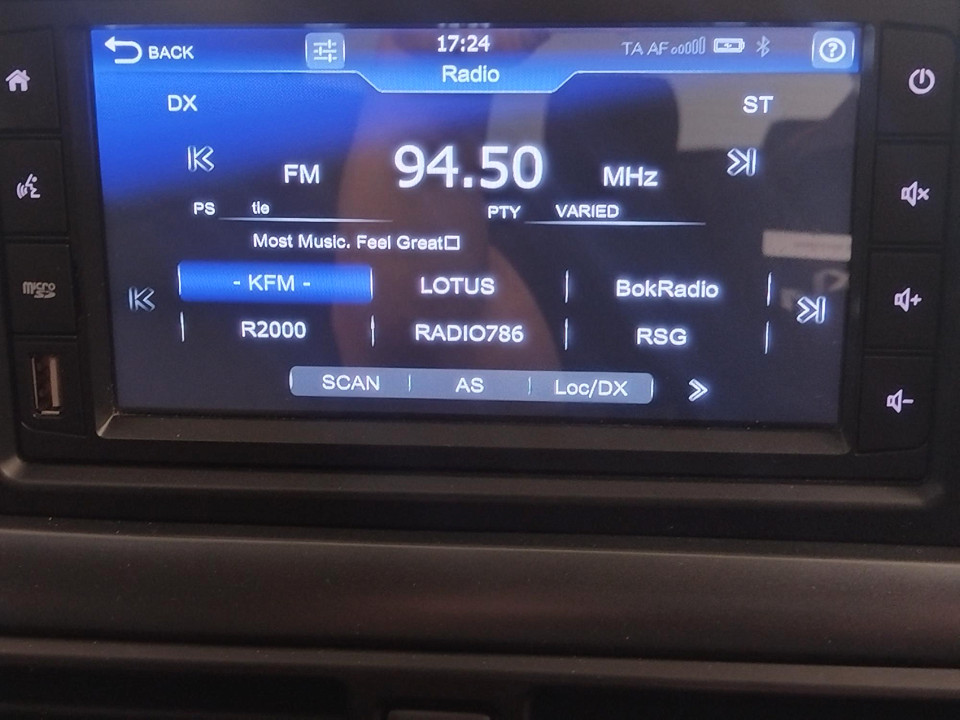 BACK
17:24
TA AF
Radio
DX
ST
FM 94.50 MHz
PS tie PTY VARIED
Most Music. Feel Great□
- KFM - LOTUS BokRadio
R2000 RADIO786 RSG
SCAN AS Loc/DX
micro SD